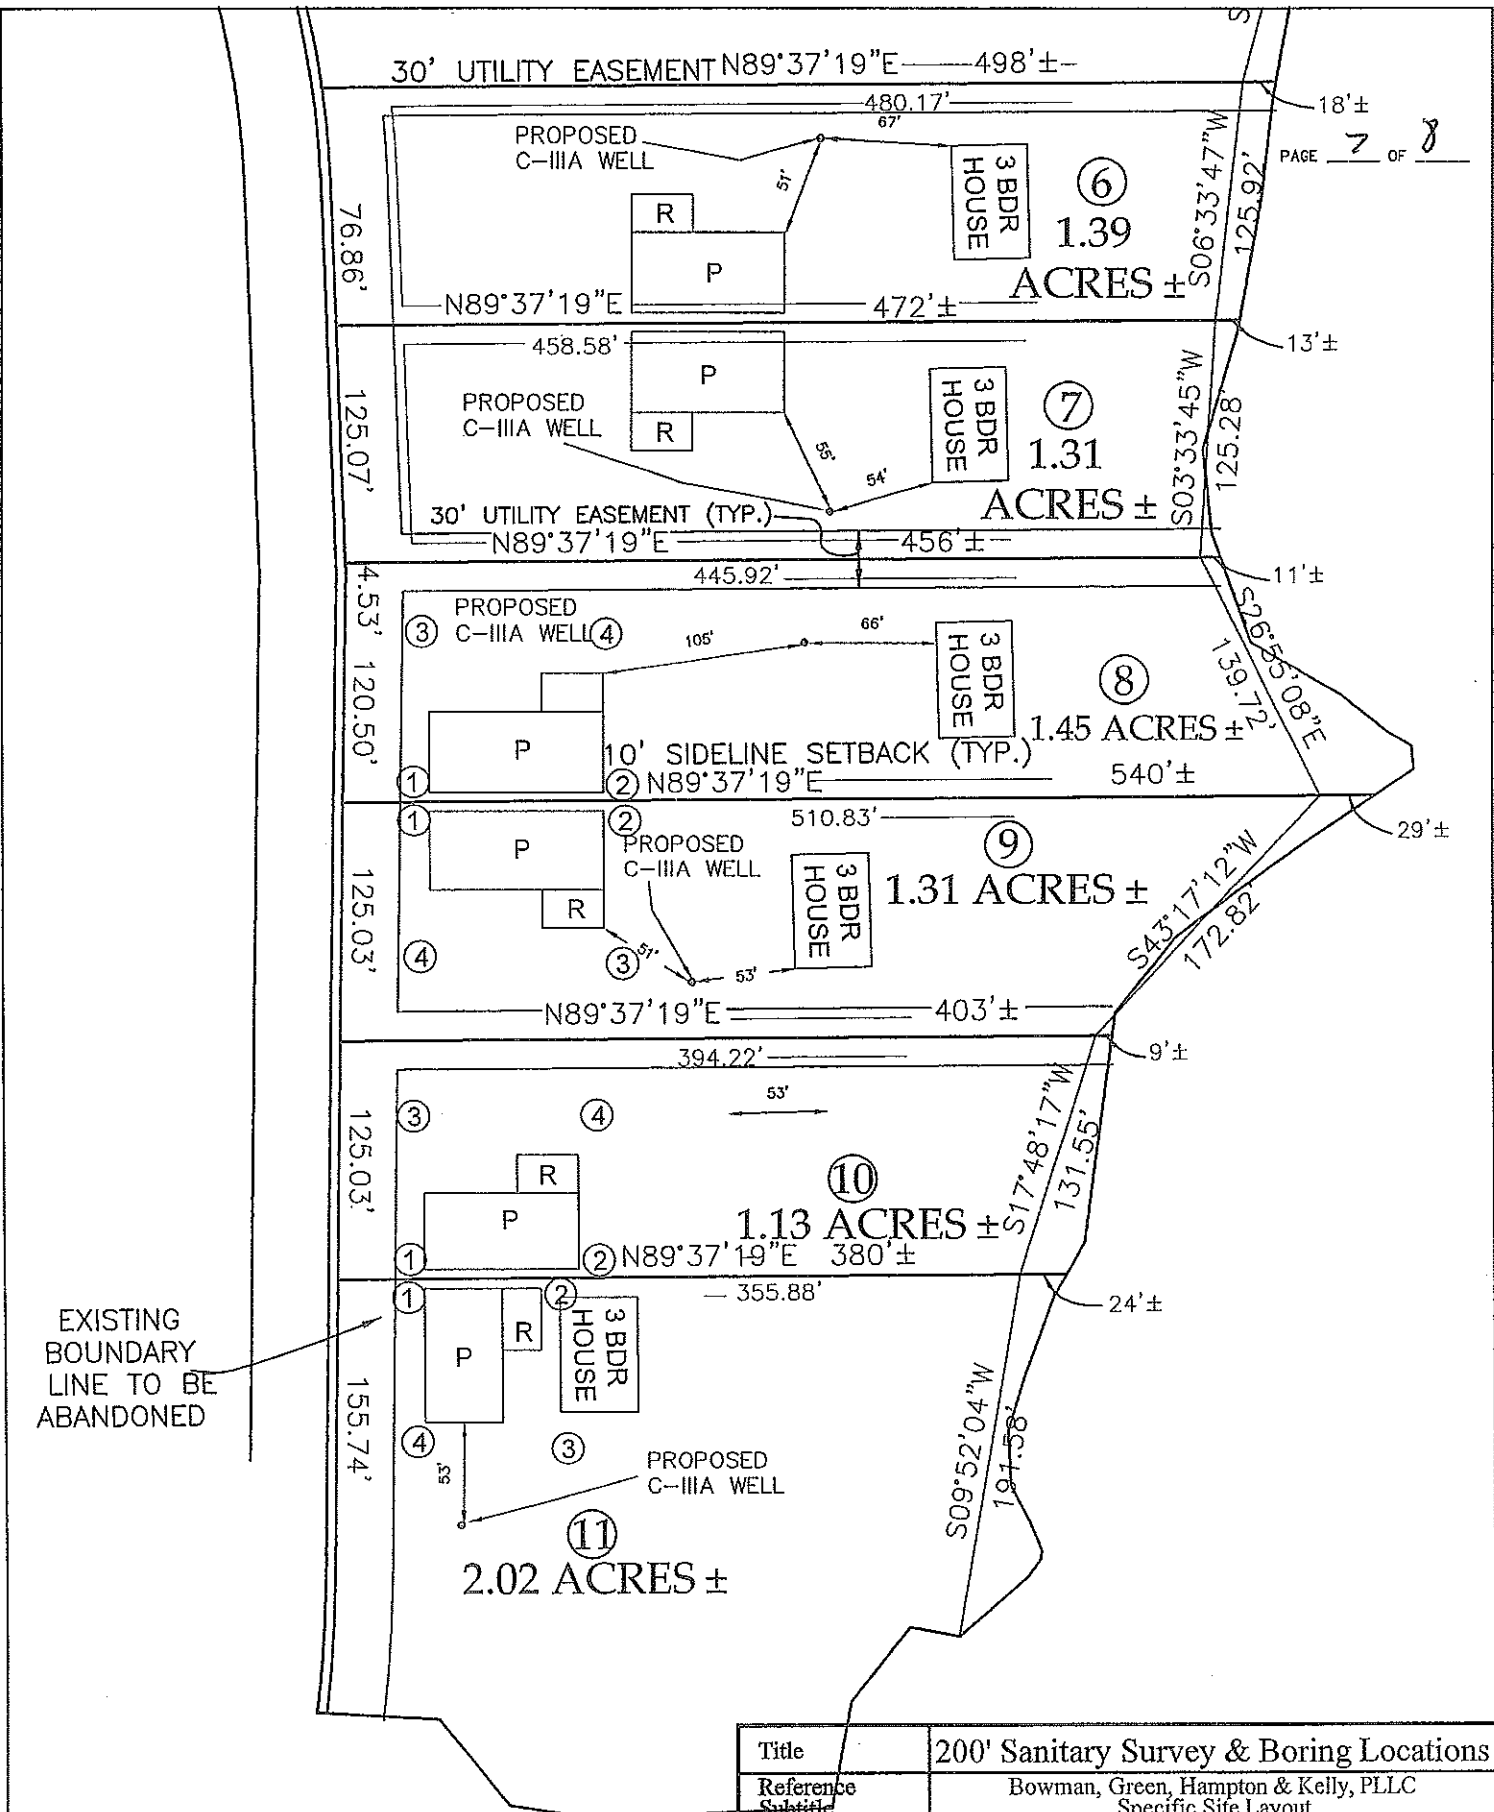 S
30' UTILITY EASEMENT N89°37'19"E 498'±
480.17'
18'±
PAGE 7 OF 8
67'
PROPOSED
C-IIIA WELL
51'
3 BDR
HOUSE
6
1.39
ACRES ±
S06°33'47"W
125.92'
76.86'
R
P
N89°37'19"E 472'±
13'±
458.58'
P
R
PROPOSED
C-IIIA WELL
55'
54'
3 BDR
HOUSE
7
1.31
ACRES ±
S03°33'45"W
125.28'
125.07'
30' UTILITY EASEMENT (TYP.)
N89°37'19"E 456'±
445.92'
11'±
4.53'
PROPOSED
C-IIIA WELL
3
4
105'
66'
3 BDR
HOUSE
8
1.45 ACRES ±
S26°55'08"E
139.72'
120.50'
P
10' SIDELINE SETBACK (TYP.)
1
2
N89°37'19"E 540'±
29'±
1
2
510.83'
P
R
PROPOSED
C-IIIA WELL
3 BDR
HOUSE
9
1.31 ACRES ±
S43°17'12"W
172.82'
125.03'
4
3
51'
53'
N89°37'19"E 403'±
9'±
394.22'
53'
3
4
125.03'
R
P
10
1.13 ACRES ±
S17°48'17"W
131.55'
1
2
N89°37'19"E 380'±
24'±
1
2
355.88'
EXISTING
BOUNDARY
LINE TO BE
ABANDONED
P
R
3 BDR
HOUSE
155.74'
4
3
53'
PROPOSED
C-IIIA WELL
S09°52'04"W
191.58'
11
2.02 ACRES ±
Title
200' Sanitary Survey & Boring Locations
Reference
Bowman, Green, Hampton & Kelly, PLLC
Subtitle
Specific Site Layout